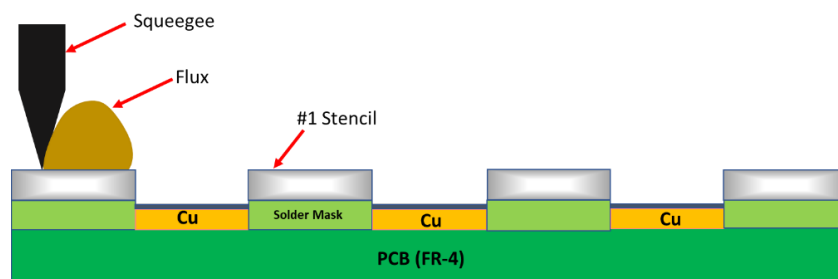 Squeegee
Flux
#1 Stencil
Cu
Solder Mask
Cu
Cu
PCB (FR-4)